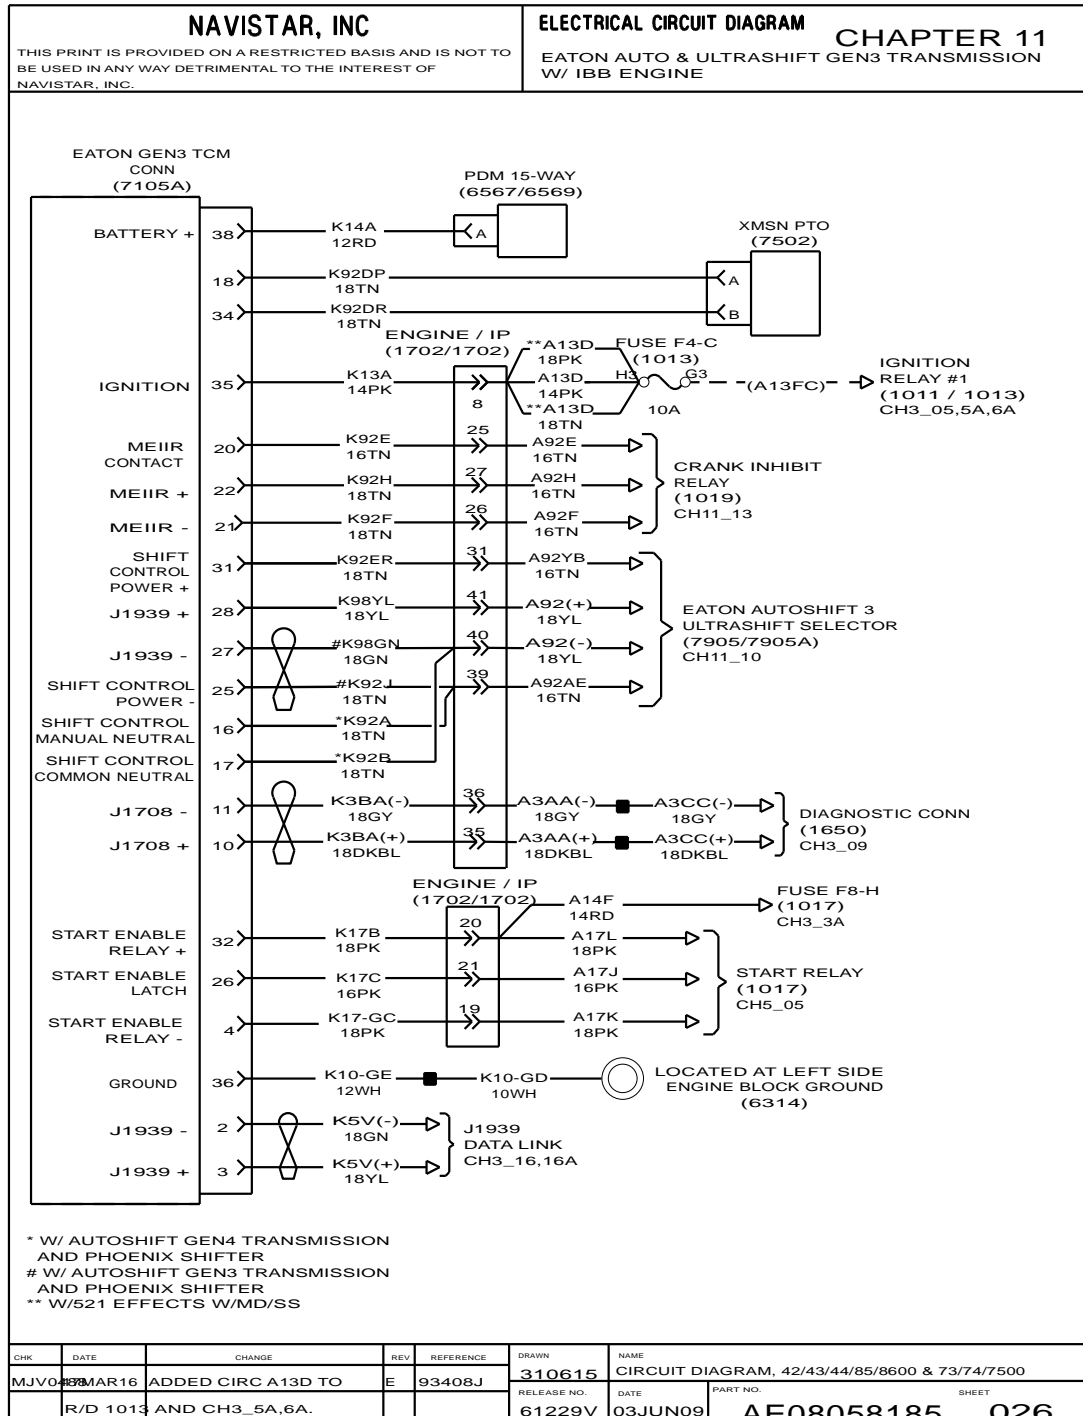 NAVISTAR, INC
THIS PRINT IS PROVIDED ON A RESTRICTED BASIS AND IS NOT TO
BE USED IN ANY WAY DETRIMENTAL TO THE INTEREST OF
NAVISTAR, INC.
ELECTRICAL CIRCUIT DIAGRAM
CHAPTER 11
EATON AUTO & ULTRASHIFT GEN3 TRANSMISSION
W/ IBB ENGINE
EATON GEN3 TCM
CONN
(7105A)
PDM 15-WAY
(6567/6569)
BATTERY +
38
K14A
12RD
A
XMSN PTO
(7502)
18
K92DP
18TN
A
34
K92DR
18TN
B
ENGINE / IP
(1702/1702)
**A13D
18PK
FUSE F4-C
(1013)
IGNITION
35
K13A
14PK
8
A13D
14PK
**A13D
18TN
H3
G3
10A
(A13FC)
IGNITION
RELAY #1
(1011 / 1013)
CH3_05,5A,6A
MEIIR
CONTACT
20
K92E
16TN
25
A92E
16TN
MEIIR +
22
K92H
18TN
27
A92H
16TN
MEIIR -
21
K92F
18TN
26
A92F
16TN
CRANK INHIBIT
RELAY
(1019)
CH11_13
SHIFT
CONTROL
POWER +
31
K92ER
18TN
31
A92YB
16TN
J1939 +
28
K98YL
18YL
41
A92(+)
18YL
J1939 -
27
#K98GN
18GN
40
A92(-)
18YL
SHIFT CONTROL
POWER -
25
#K92J
18TN
39
A92AE
16TN
EATON AUTOSHIFT 3
ULTRASHIFT SELECTOR
(7905/7905A)
CH11_10
SHIFT CONTROL
MANUAL NEUTRAL
16
*K92A
18TN
SHIFT CONTROL
COMMON NEUTRAL
17
*K92B
18TN
J1708 -
11
K3BA(-)
18GY
36
A3AA(-)
18GY
A3CC(-)
18GY
J1708 +
10
K3BA(+)
18DKBL
35
A3AA(+)
18DKBL
A3CC(+)
18DKBL
DIAGNOSTIC CONN
(1650)
CH3_09
ENGINE / IP
(1702/1702)
A14F
14RD
FUSE F8-H
(1017)
CH3_3A
START ENABLE
RELAY +
32
K17B
18PK
20
A17L
18PK
START ENABLE
LATCH
26
K17C
16PK
21
A17J
16PK
START ENABLE
RELAY -
4
K17-GC
18PK
19
A17K
18PK
START RELAY
(1017)
CH5_05
GROUND
36
K10-GE
12WH
K10-GD
10WH
LOCATED AT LEFT SIDE
ENGINE BLOCK GROUND
(6314)
J1939 -
2
K5V(-)
18GN
J1939 +
3
K5V(+)
18YL
J1939
DATA LINK
CH3_16,16A
* W/ AUTOSHIFT GEN4 TRANSMISSION
AND PHOENIX SHIFTER
# W/ AUTOSHIFT GEN3 TRANSMISSION
AND PHOENIX SHIFTER
** W/521 EFFECTS W/MD/SS
CHK DATE CHANGE REV REFERENCE
MAR16 ADDED CIRC A13D TO E 93408J
R/D 1013 AND CH3_5A,6A.
DRAWN
310615
NAME
CIRCUIT DIAGRAM, 42/43/44/85/8600 & 73/74/7500
RELEASE NO.
61229V
DATE
03JUN09
PART NO.
AE08058185
SHEET
026